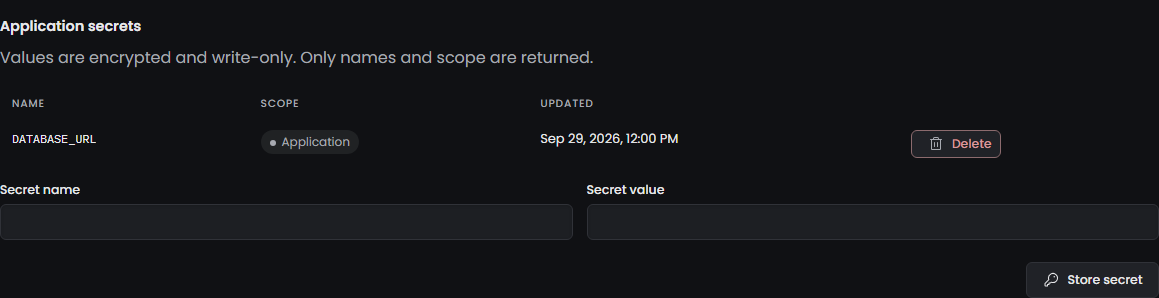 Application secrets
Values are encrypted and write-only. Only names and scope are returned.
NAME SCOPE UPDATED
DATABASE_URL Application Sep 29, 2026, 12:00 PM Delete
Secret name Secret value
Store secret